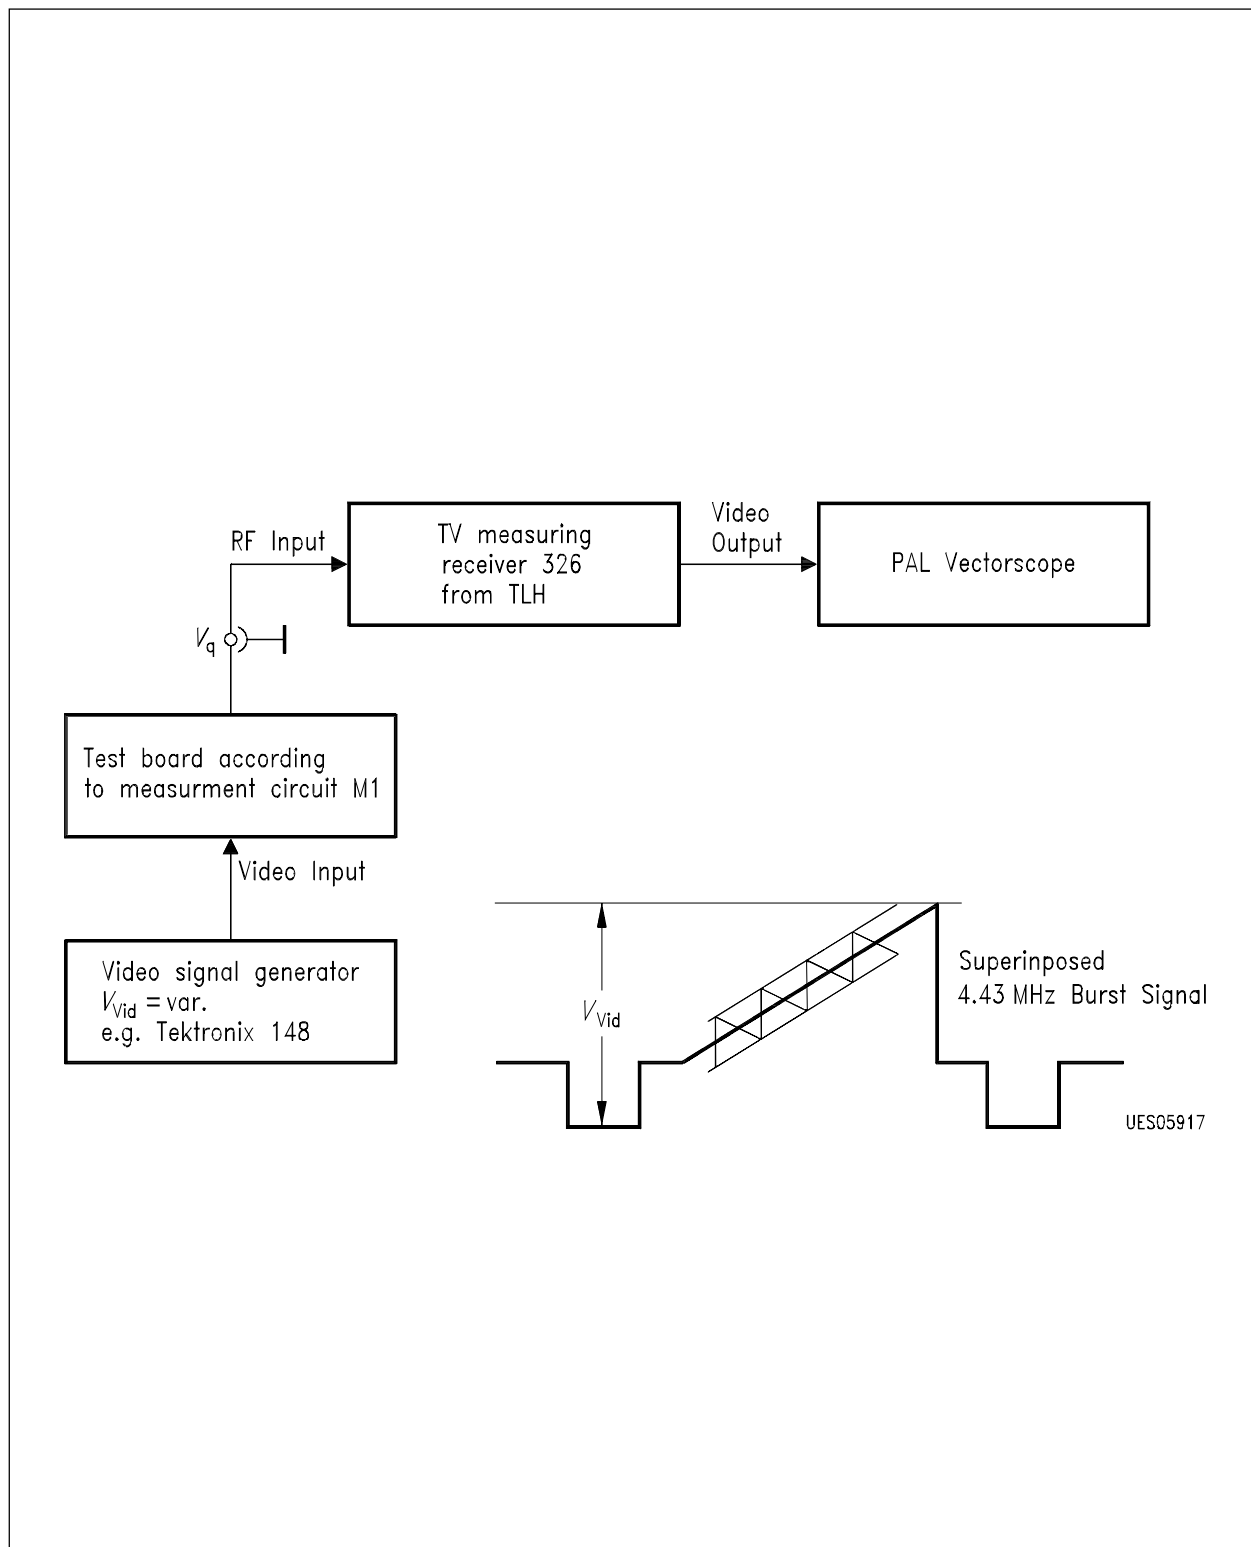 RF Input
TV measuring
receiver 326
from TLH
Video
Output
PAL Vectorscope
Vq
Test board according
to measurment circuit M1
Video Input
Video signal generator
VVid = var.
e.g. Tektronix 148
VVid
Superinposed
4.43 MHz Burst Signal
UES05917